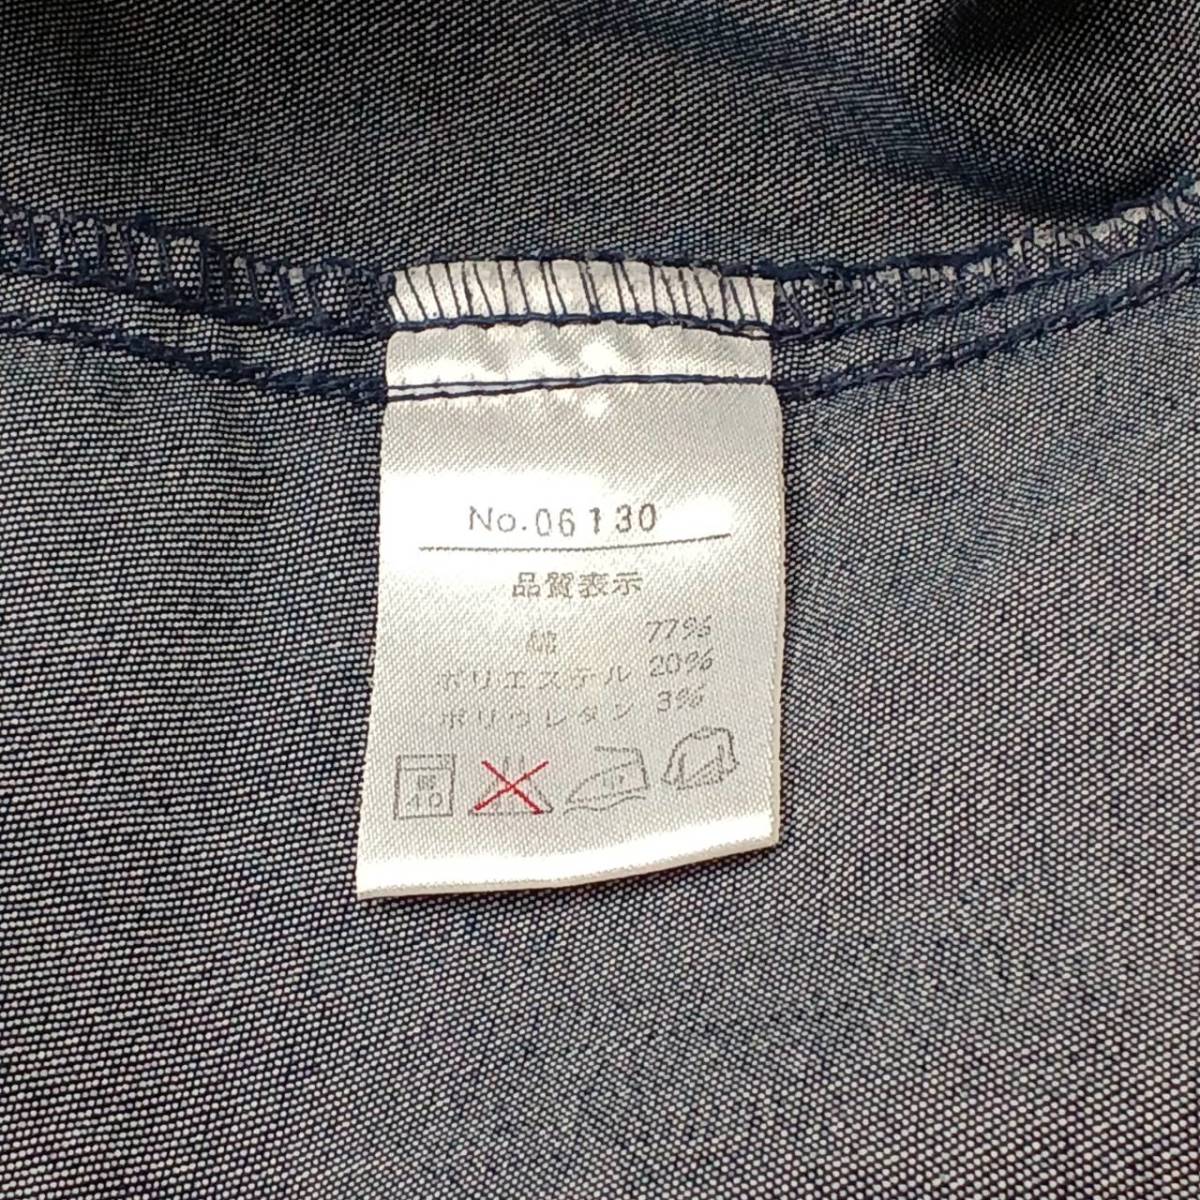 No.06130
品質表示
綿 77%
ポリエステル 20%
ポリウレタン 3%
40